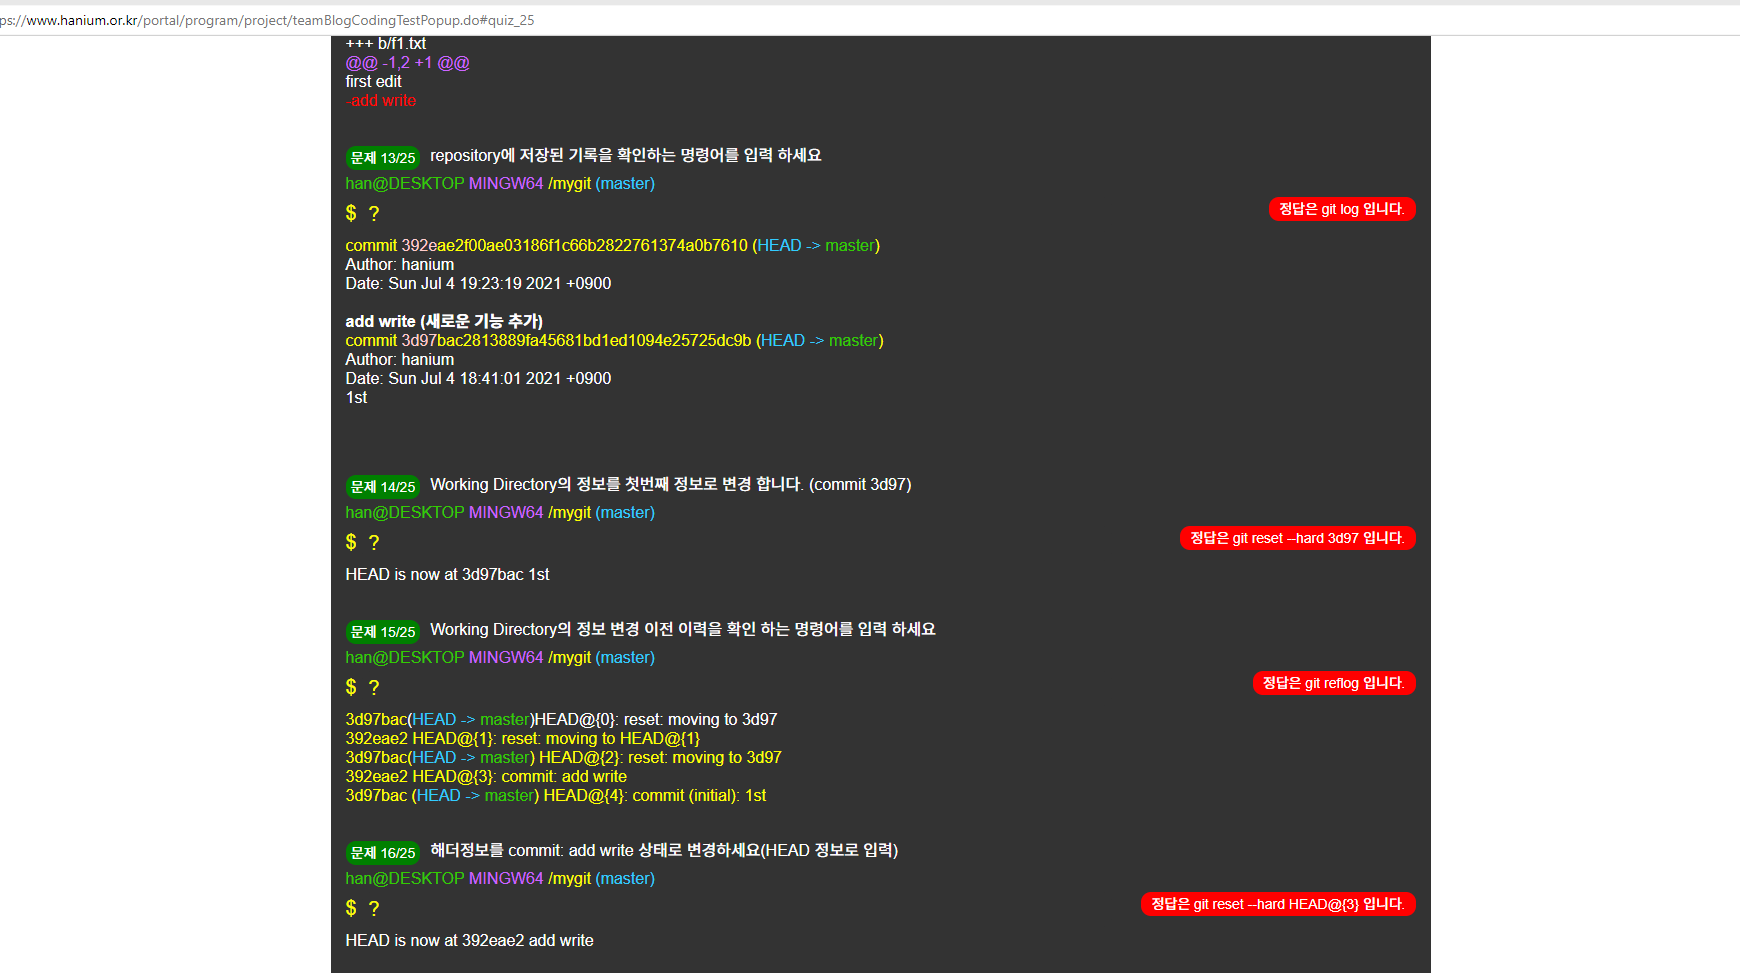 ps://www.hanium.or.kr/portal/program/project/teamBlogCodingTestPopup.do#quiz_25
+++ b/f1.txt
@@ -1,2 +1 @@
first edit
-add write
문제 13/25 repository에 저장된 기록을 확인하는 명령어를 입력 하세요
han@DESKTOP MINGW64 /mygit (master)
$ ?
정답은 git log 입니다.
commit 392eae2f00ae03186f1c66b2822761374a0b7610 (HEAD -> master)
Author: hanium
Date: Sun Jul 4 19:23:19 2021 +0900
add write (새로운 기능 추가)
commit 3d97bac2813889fa45681bd1ed1094e25725dc9b (HEAD -> master)
Author: hanium
Date: Sun Jul 4 18:41:01 2021 +0900
1st
문제 14/25 Working Directory의 정보를 첫번째 정보로 변경 합니다. (commit 3d97)
han@DESKTOP MINGW64 /mygit (master)
$ ?
정답은 git reset --hard 3d97 입니다.
HEAD is now at 3d97bac 1st
문제 15/25 Working Directory의 정보 변경 이전 이력을 확인 하는 명령어를 입력 하세요
han@DESKTOP MINGW64 /mygit (master)
$ ?
정답은 git reflog 입니다.
3d97bac(HEAD -> master)HEAD@{0}: reset: moving to 3d97
392eae2 HEAD@{1}: reset: moving to HEAD@{1}
3d97bac(HEAD -> master) HEAD@{2}: reset: moving to 3d97
392eae2 HEAD@{3}: commit: add write
3d97bac (HEAD -> master) HEAD@{4}: commit (initial): 1st
문제 16/25 해더정보를 commit: add write 상태로 변경하세요(HEAD 정보로 입력)
han@DESKTOP MINGW64 /mygit (master)
$ ?
정답은 git reset --hard HEAD@{3} 입니다.
HEAD is now at 392eae2 add write